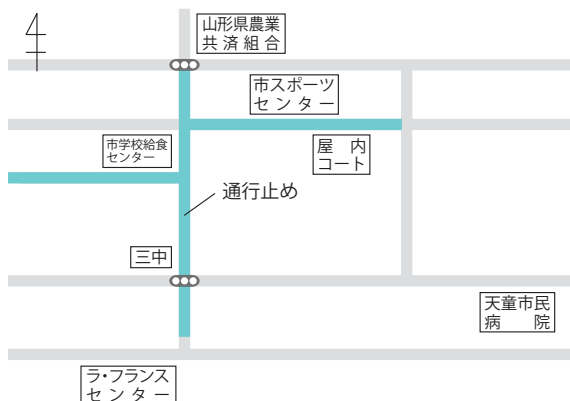 山形県農業
共済組合
市スポーツ
センター
市学校給食
センター
屋内
コート
通行止め
三中
天童市民
病院
ラ・フランス
センター